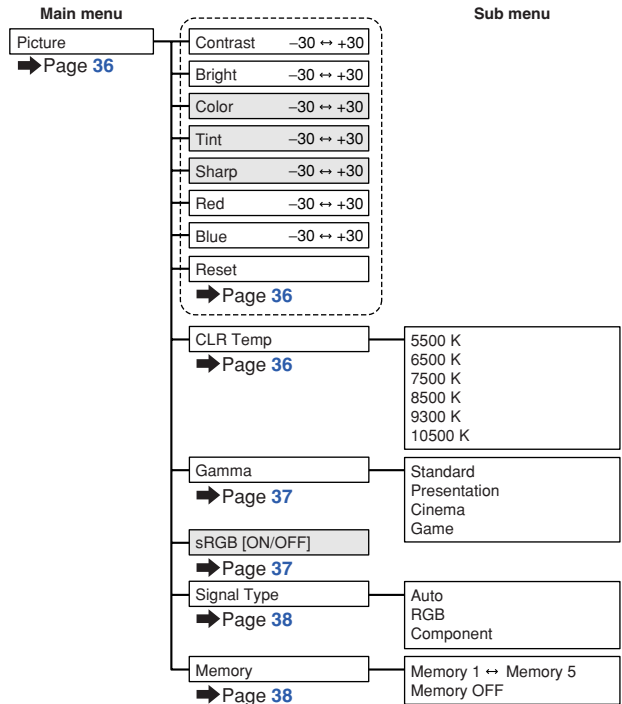 Main menu
Sub menu
Picture
Page 36
Contrast −30 ↔ +30
Bright −30 ↔ +30
Color −30 ↔ +30
Tint −30 ↔ +30
Sharp −30 ↔ +30
Red −30 ↔ +30
Blue −30 ↔ +30
Reset
Page 36
CLR Temp
Page 36
5500 K
6500 K
7500 K
8500 K
9300 K
10500 K
Gamma
Page 37
Standard
Presentation
Cinema
Game
sRGB [ON/OFF]
Page 37
Signal Type
Page 38
Auto
RGB
Component
Memory
Page 38
Memory 1 ↔ Memory 5
Memory OFF